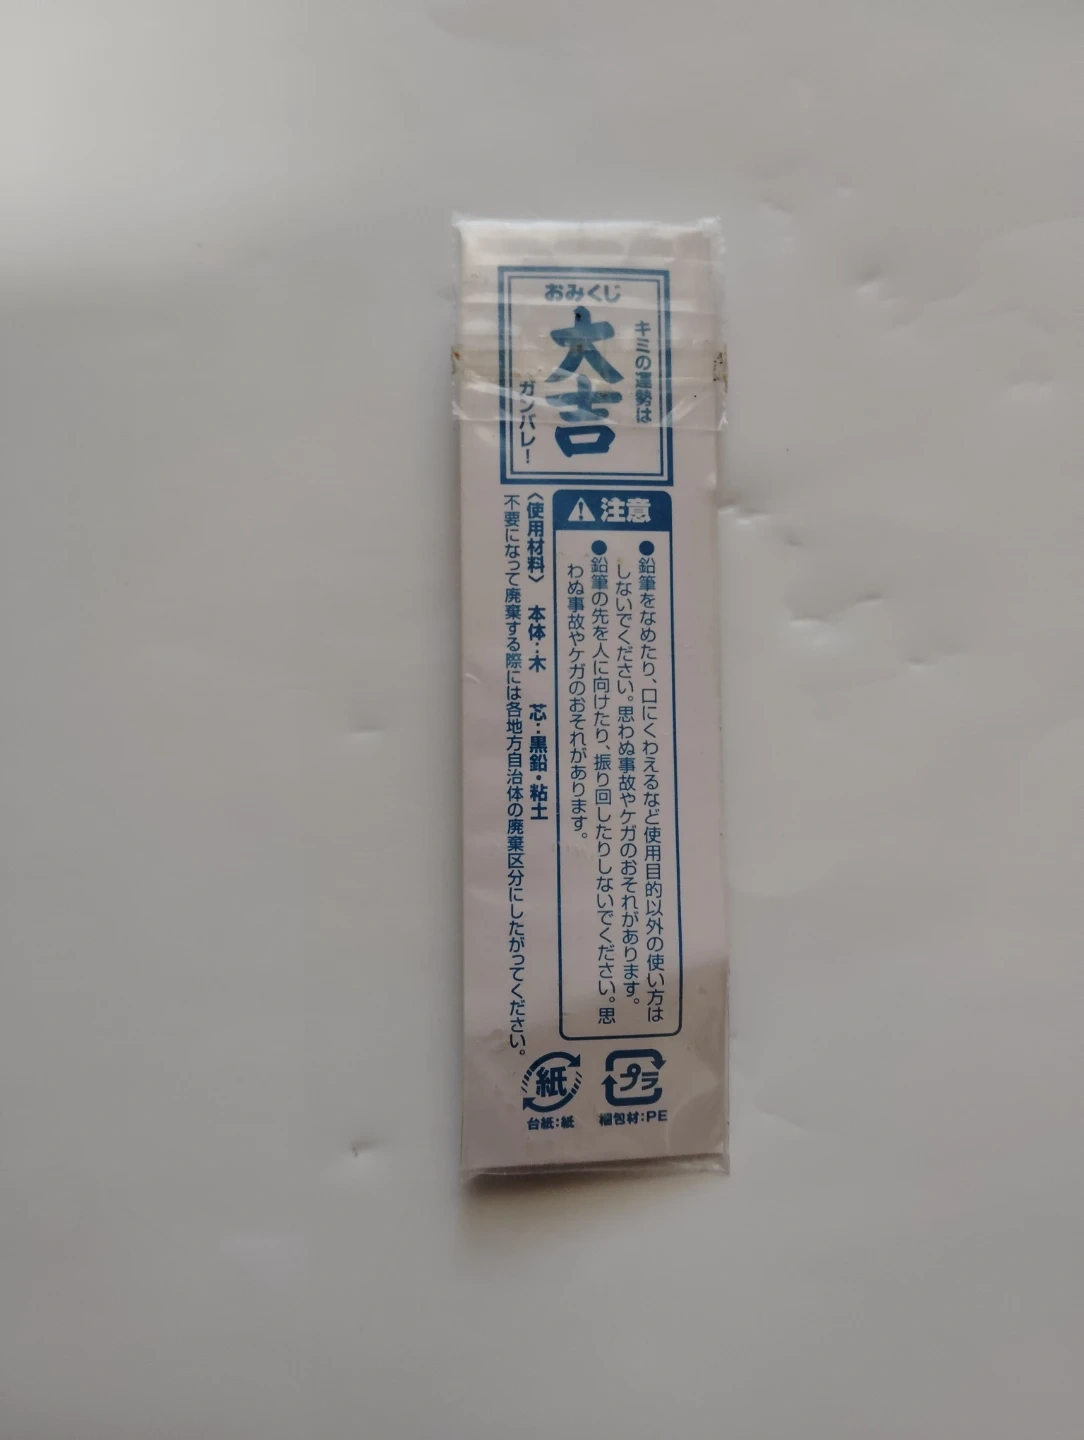 おみくじ
キミの運勢は
大吉
ガンバレ!
注意
●鉛筆をなめたり、口にくわえるなど使用目的以外の使い方は
しないでください。思わぬ事故やケガのおそれがあります。
●鉛筆の先を人に向けたり、振り回したりしないでください。思
わぬ事故やケガのおそれがあります。
〈使用材料〉 本体:木 芯:黒鉛・粘土
不要になって廃棄する際には各地方自治体の廃棄区分にしたがってください。
紙
台紙:紙
プラ
梱包材:PE